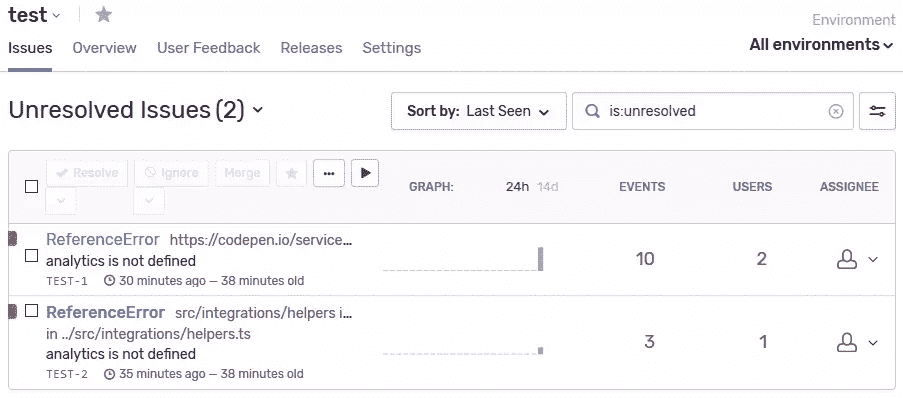 test
Environment
Issues Overview User Feedback Releases Settings
All environments
Unresolved Issues (2)
Sort by: Last Seen
is:unresolved
Resolve Ignore Merge
GRAPH: 24h 14d EVENTS USERS ASSIGNEE
ReferenceError https://codepen.io/service...
analytics is not defined
TEST-1 30 minutes ago — 38 minutes old
10 2
ReferenceError src/integrations/helpers i...
in ../src/integrations/helpers.ts
analytics is not defined
TEST-2 35 minutes ago — 38 minutes old
3 1